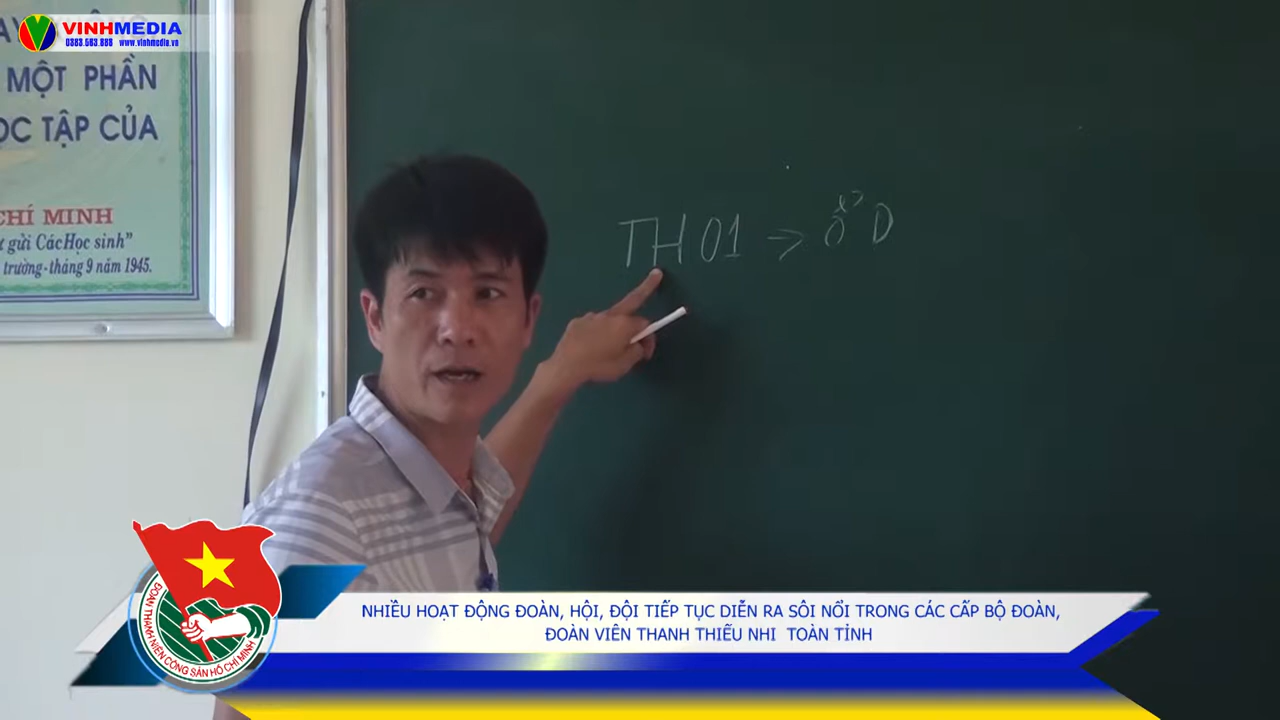 VINHMEDIA
0383.583.888 www.vinhmedia.vn
MỘT PHẦN
TẬP CỦA
CHÍ MINH
gửi Các Học sinh”
trường-tháng 9 năm 1945.
TH01 → D
ĐOÀN THANH NIÊN CỘNG SẢN HỒ CHÍ MINH
NHIỀU HOẠT ĐỘNG ĐOÀN, HỘI, ĐỘI TIẾP TỤC DIỄN RA SÔI NỔI TRONG CÁC CẤP BỘ ĐOÀN,
ĐOÀN VIÊN THANH THIẾU NHI TOÀN TỈNH